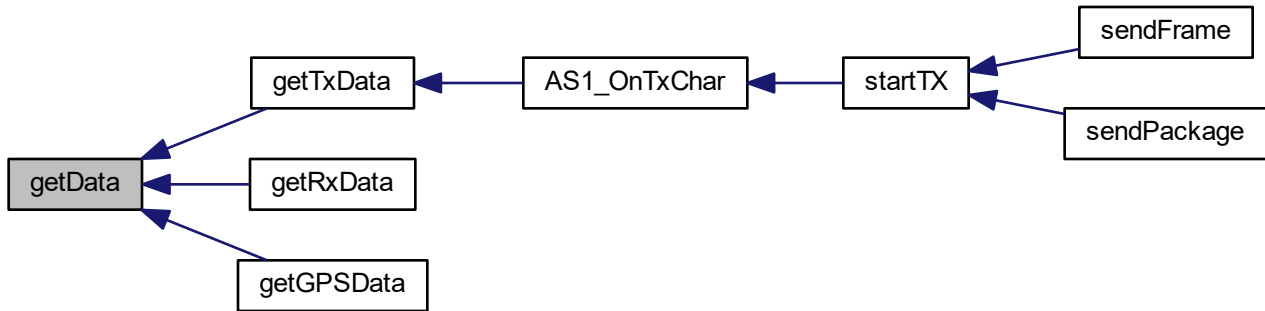 sendFrame
getTxData
AS1_OnTxChar
startTX
sendPackage
getData
getRxData
getGPSData